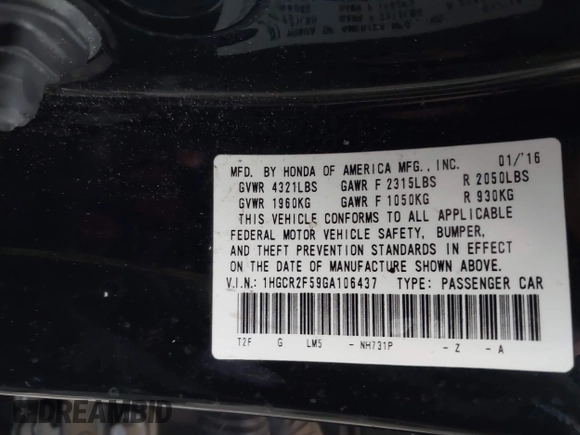 MFD. BY HONDA OF AMERICA MFG., INC. 01/'16
GVWR 4321LBS GAWR F 2315LBS R 2050LBS
GVWR 1960KG GAWR F 1050KG R 930KG
THIS VEHICLE CONFORMS TO ALL APPLICABLE
FEDERAL MOTOR VEHICLE SAFETY, BUMPER,
AND THEFT PREVENTION STANDARDS IN EFFECT
ON THE DATE OF MANUFACTURE SHOWN ABOVE.
V.I.N.: 1HGCR2F59GA106437 TYPE: PASSENGER CAR
T2F G LM5 - NH731P - Z - A
DREAMBID